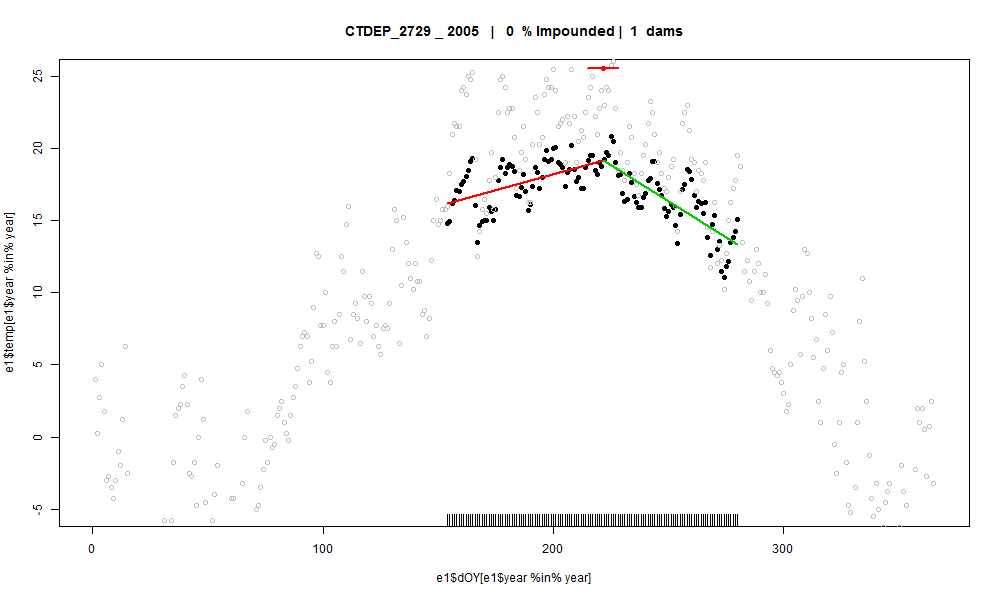 CTDEP_2729 _ 2005 | 0 % Impounded | 1 dams
e1$temp[e1$year %in% year]
25
20
15
10
5
0
-5
0 100 200 300
e1$dOY[e1$year %in% year]